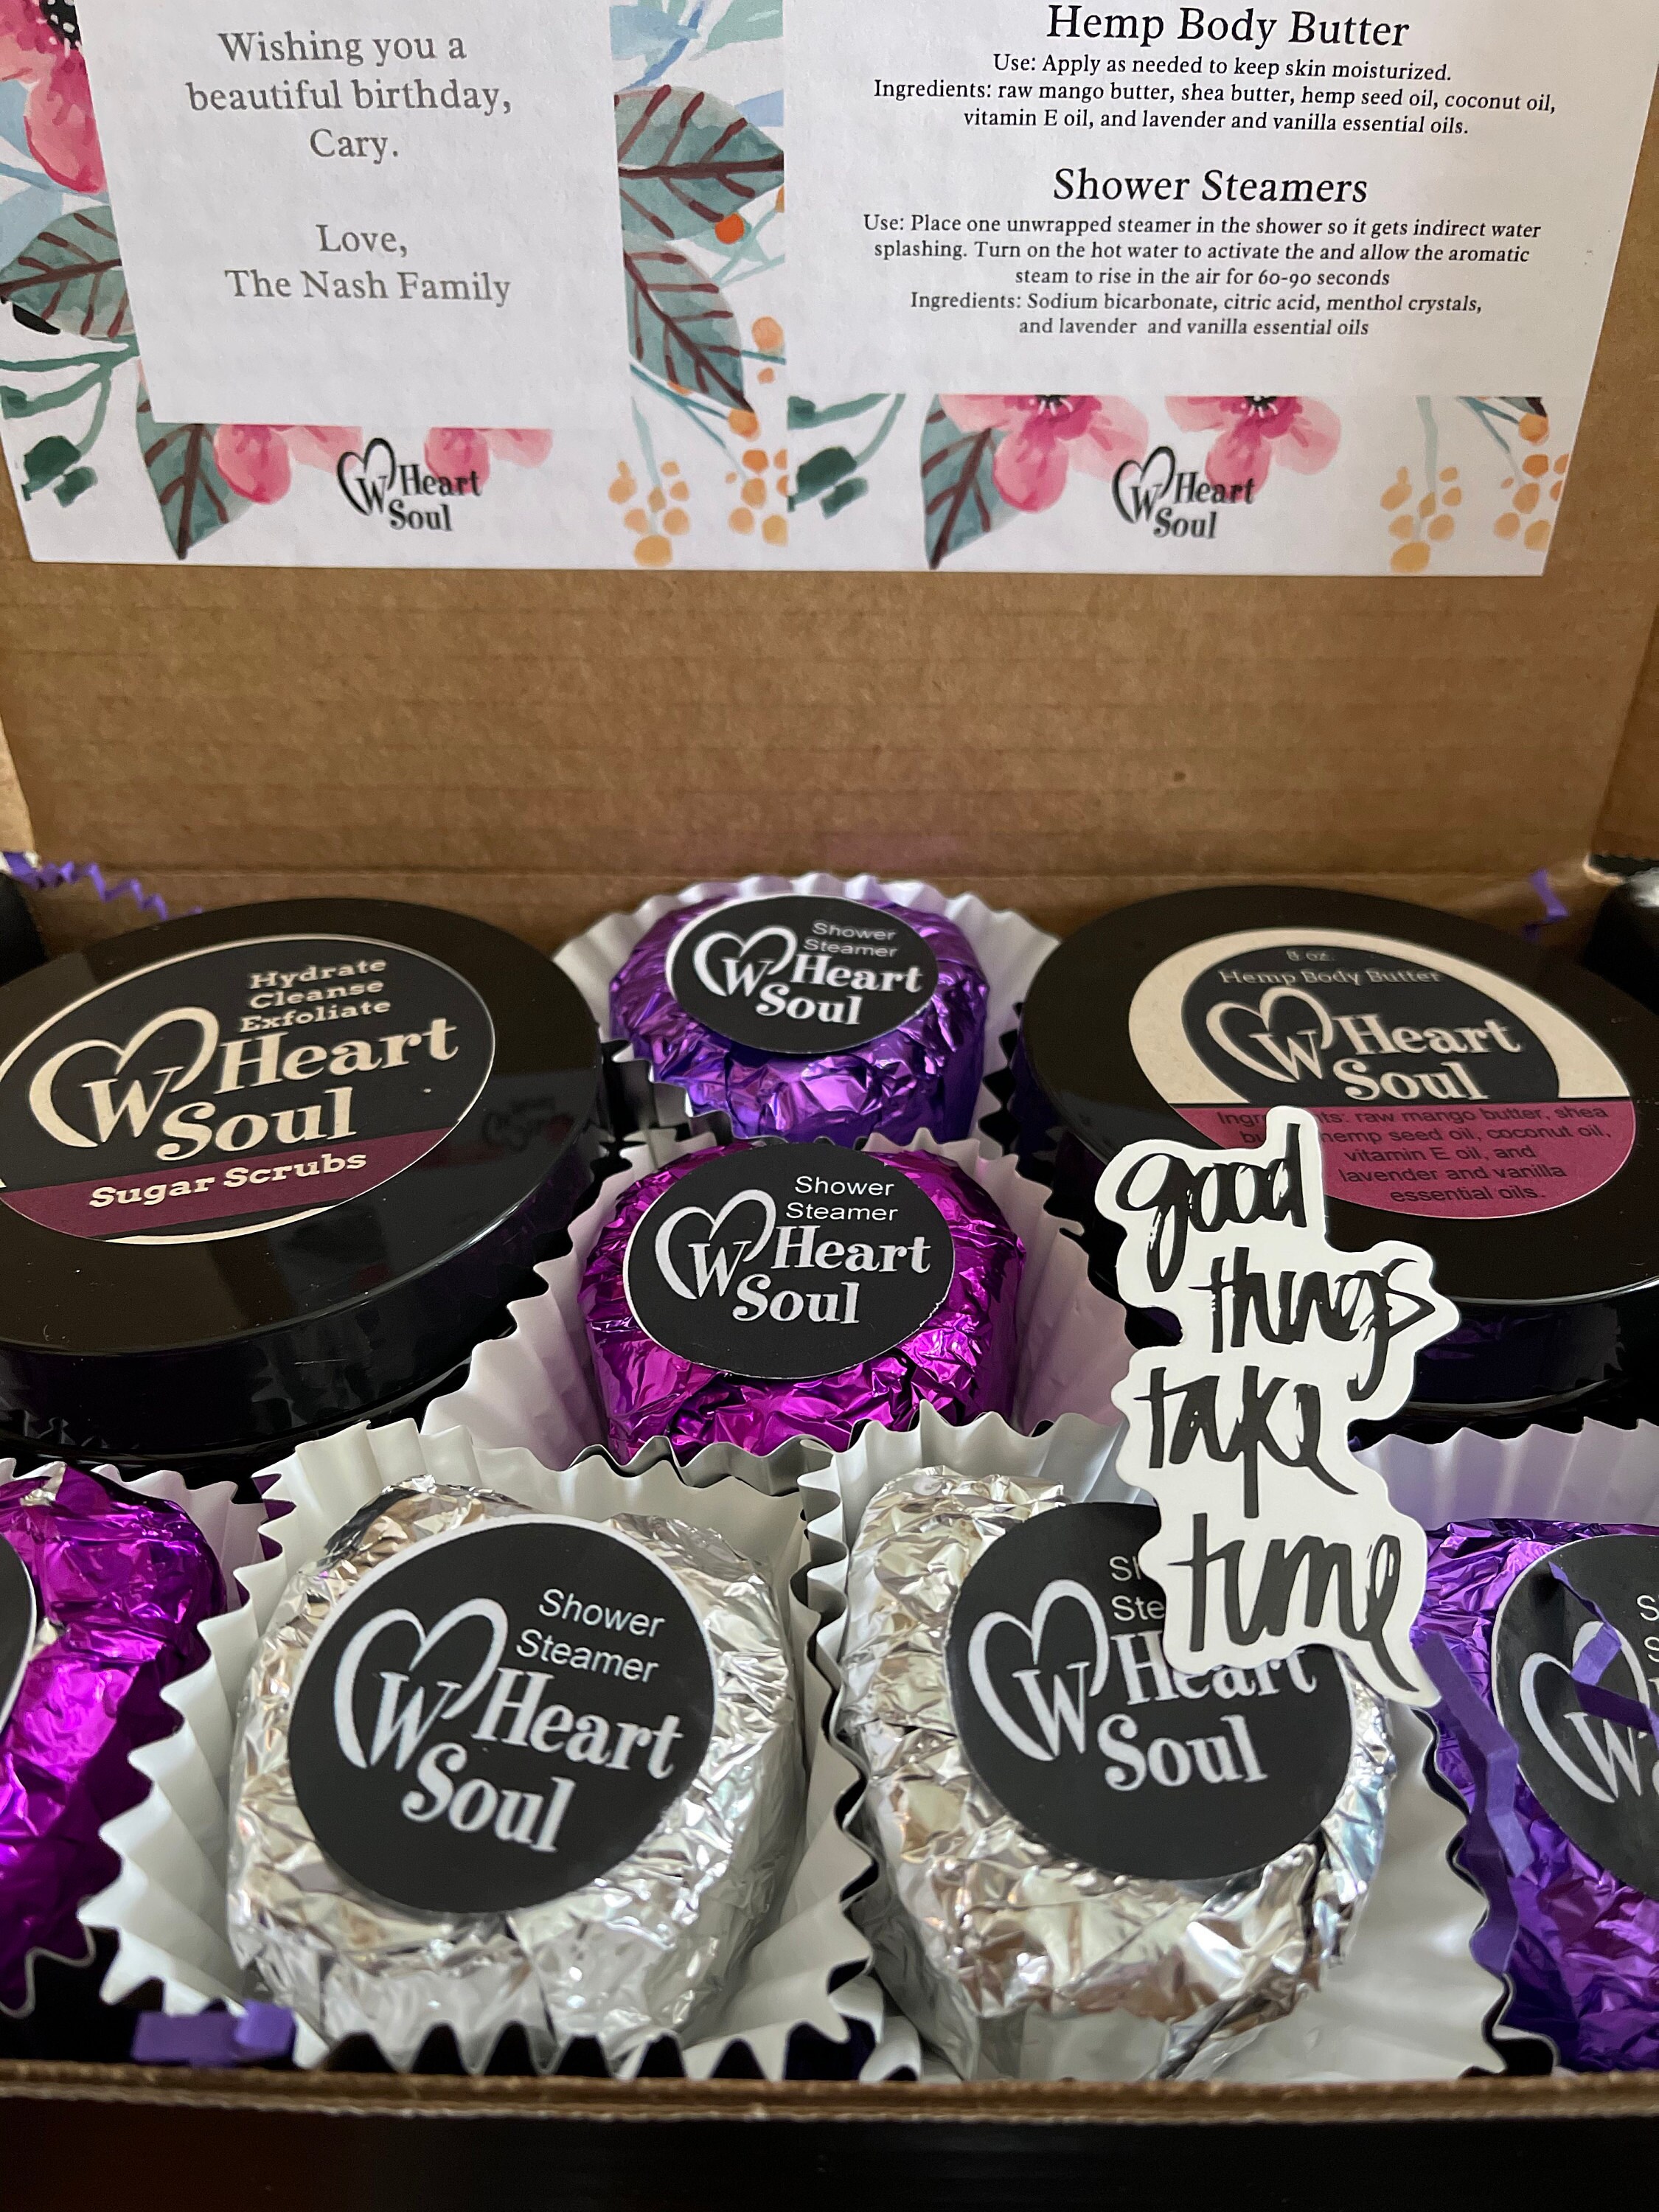 Wishing you a
beautiful birthday,
Cary.
Love,
The Nash Family
W Heart
Soul
Hemp Body Butter
Use: Apply as needed to keep skin moisturized.
Ingredients: raw mango butter, shea butter, hemp seed oil, coconut oil,
vitamin E oil, and lavender and vanilla essential oils.
Shower Steamers
Use: Place one unwrapped steamer in the shower so it gets indirect water
splashing. Turn on the hot water to activate the and allow the aromatic
steam to rise in the air for 60-90 seconds
Ingredients: Sodium bicarbonate, citric acid, menthol crystals,
and lavender and vanilla essential oils
W Heart
Soul
Hydrate
Cleanse
Exfoliate
W Heart
Soul
Sugar Scrubs
Shower
Steamer
W Heart
Soul
8 oz.
Hemp Body Butter
W Heart
Soul
raw mango butter, shea
hemp seed oil, coconut oil,
vitamin E oil, and
lavender and vanilla
essential oils.
Shower
Steamer
W Heart
Soul
good
things
take
time
Shower
Steamer
W Heart
Soul
W Heart
Soul
W